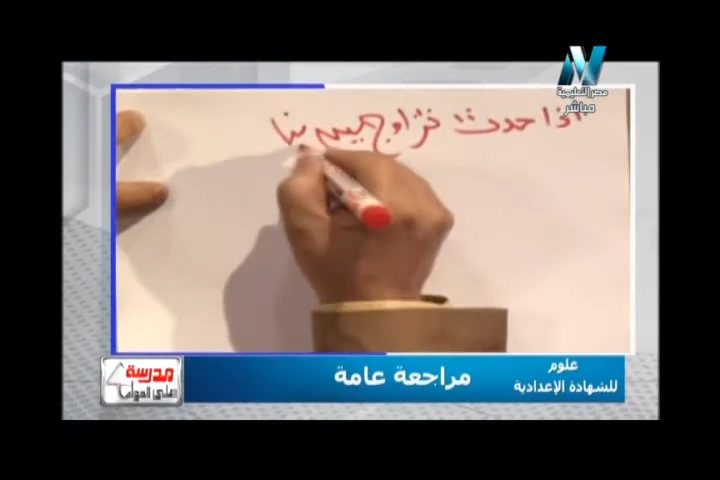 مصر التعليمية
مباشر
إذا حدث تزاوج بين
علوم
للشهادة الإعدادية
مراجعة عامة
مدرسة
على الهواء